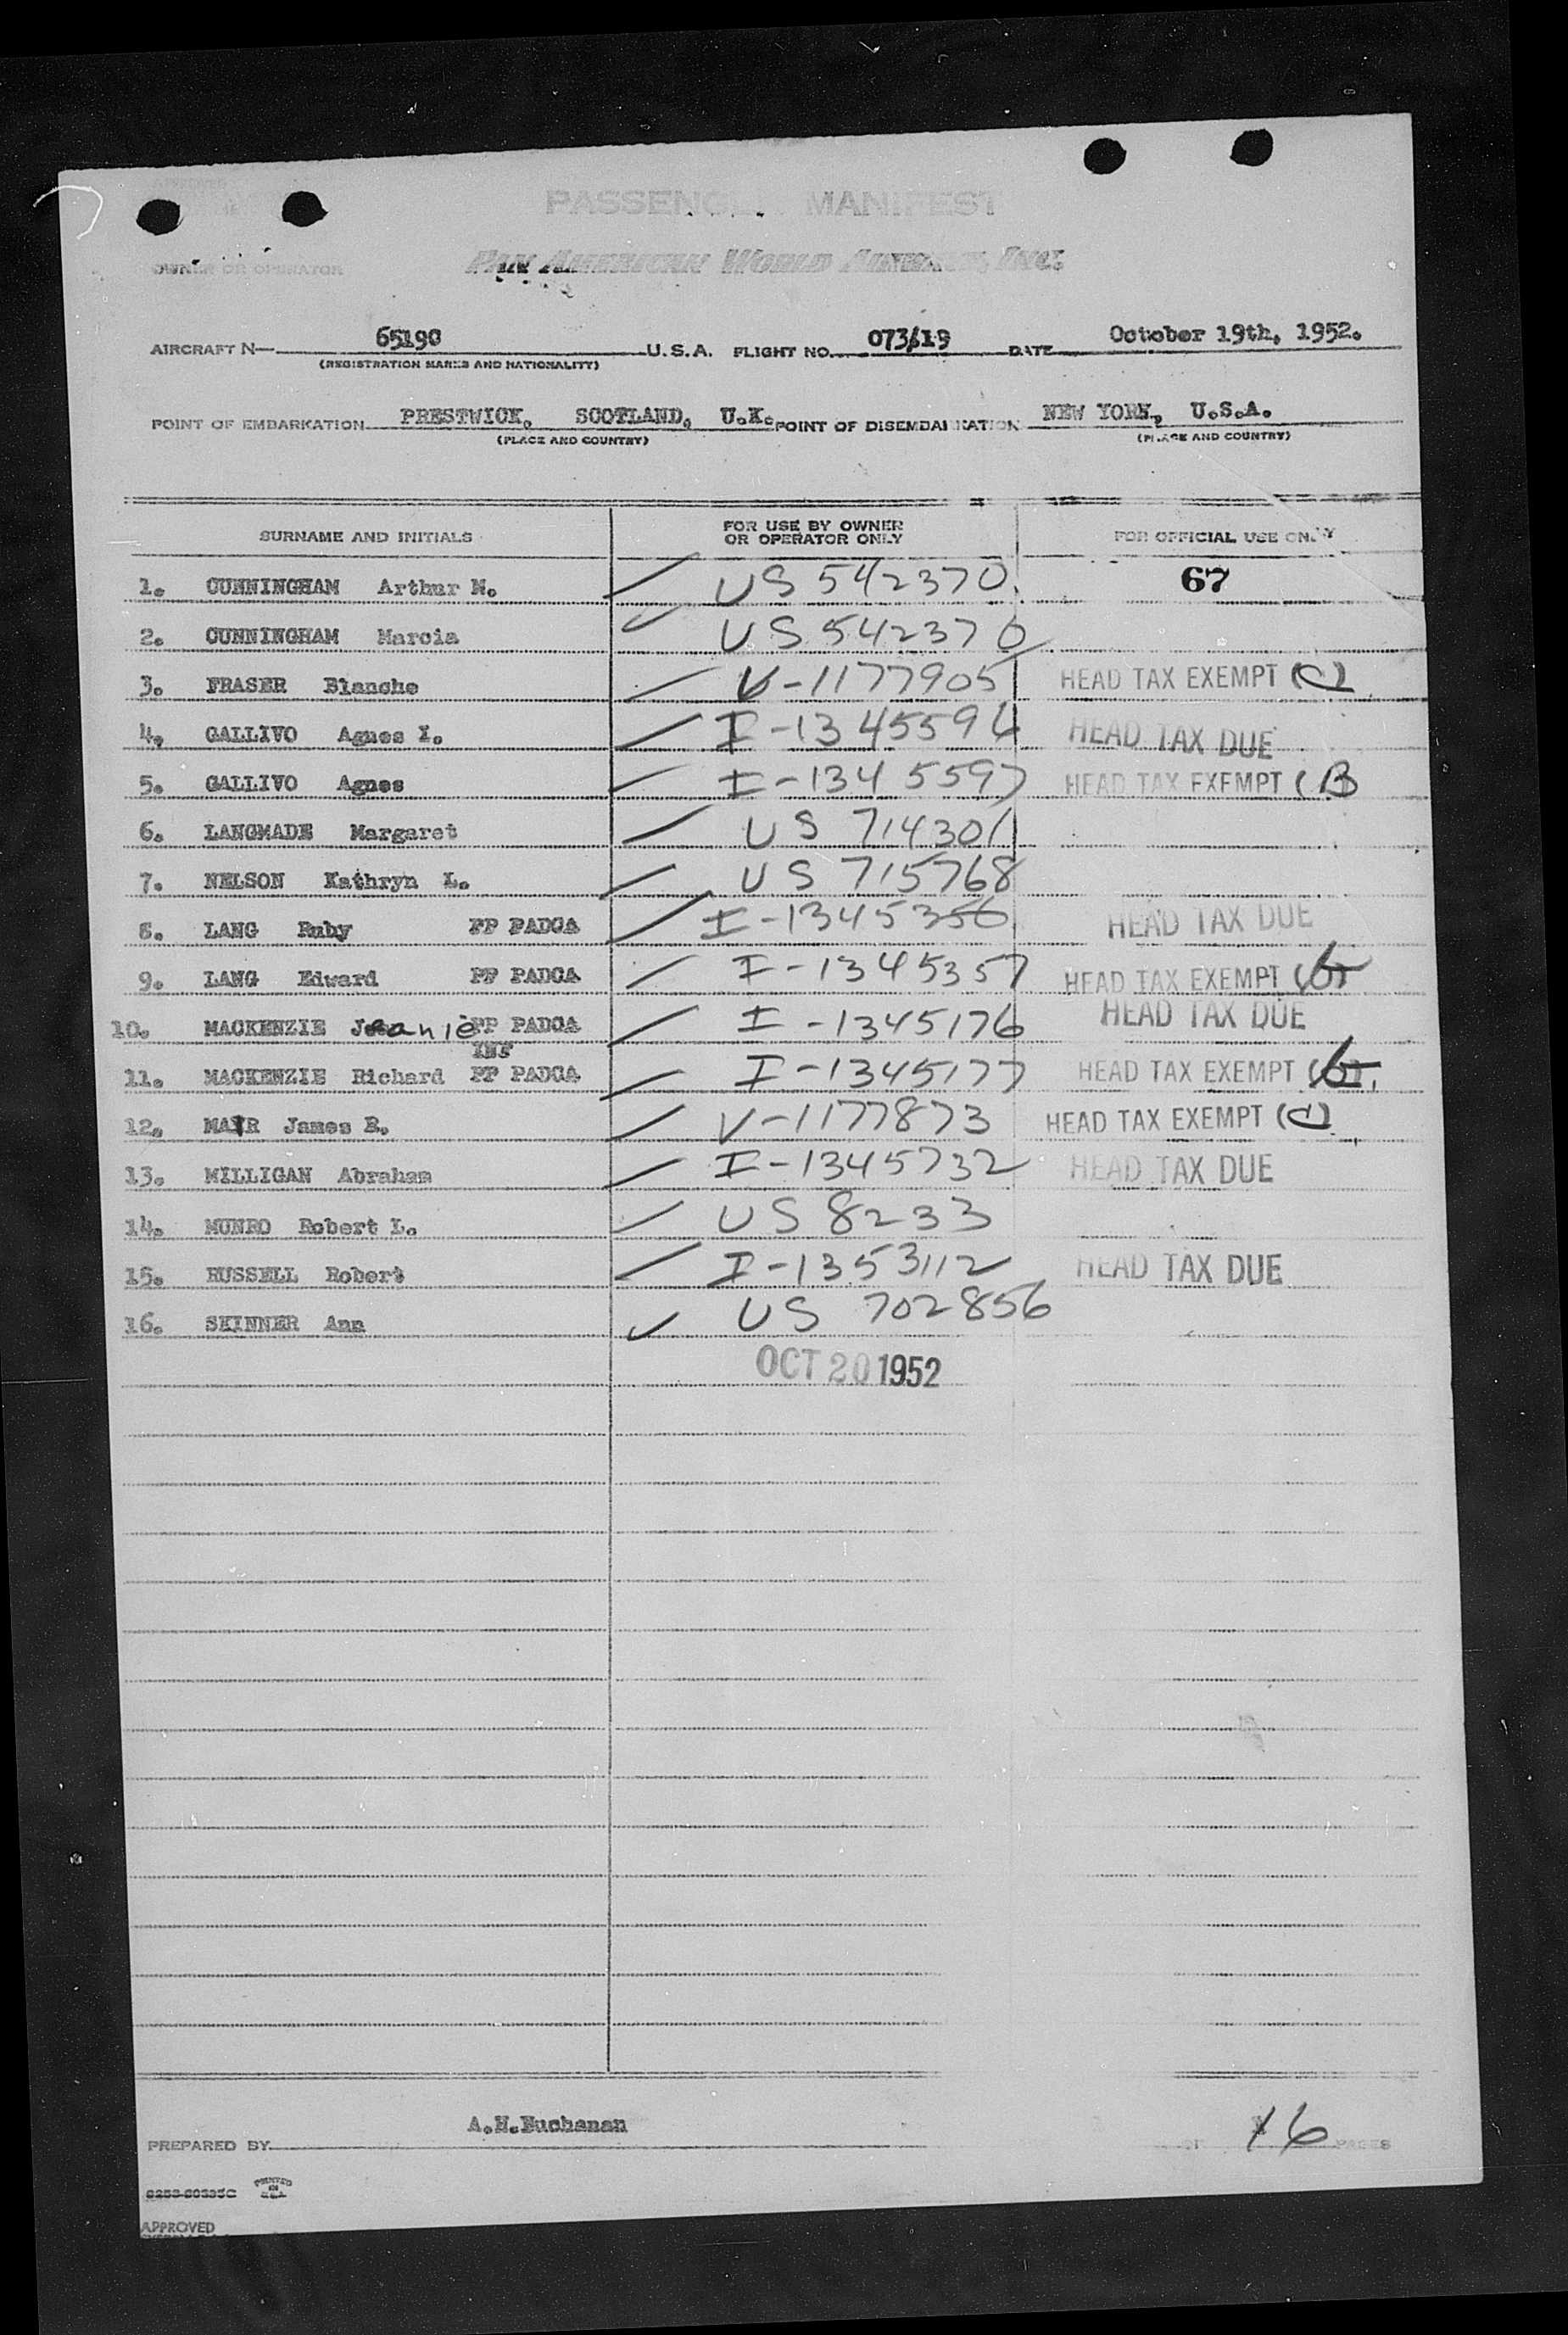 PASSENGER MANIFEST
OWNER OR OPERATOR PAN AMERICAN WORLD AIRWAYS, INC.
AIRCRAFT N— 65190 U.S.A. FLIGHT NO. 073/19 DATE October 19th, 1952.
(REGISTRATION MARKS AND NATIONALITY)
POINT OF EMBARKATION PRESTWICK, SCOTLAND, U.K. POINT OF DISEMBARKATION NEW YORK, U.S.A.
(PLACE AND COUNTRY) (PLACE AND COUNTRY)
SURNAME AND INITIALS FOR USE BY OWNER OR OPERATOR ONLY FOR OFFICIAL USE ONLY
1. CUNNINGHAM Arthur N. US 542370 67
2. CUNNINGHAM Marcia US 542370
3. FRASER Blanche V-1177905 HEAD TAX EXEMPT (C)
4. GALLIVO Agnes I. I-1345596 HEAD TAX DUE
5. GALLIVO Agnes I-1345597 HEAD TAX EXEMPT (B
6. LANGMADE Margaret US 714301
7. NELSON Kathryn L. US 715768
8. LANG Ruby PP PADGA I-1345356 HEAD TAX DUE
9. LANG Edward PP PADGA I-1345357 HEAD TAX EXEMPT (b)
10. MACKENZIE Jeanie PP PADGA I-1345176 HEAD TAX DUE
INF
11. MACKENZIE Richard PP PADGA I-1345177 HEAD TAX EXEMPT (b)
12. MAIR James B. V-1177873 HEAD TAX EXEMPT (C)
13. MILLIGAN Abraham I-1345732 HEAD TAX DUE
14. MUNRO Robert L. US 8233
15. RUSSELL Robert I-1353112 HEAD TAX DUE
16. SKINNER Ann US 702856
OCT 20 1952
PREPARED BY A.H.Buchanan OF 16 PAGES
PRINTED IN U.S.A.
APPROVED